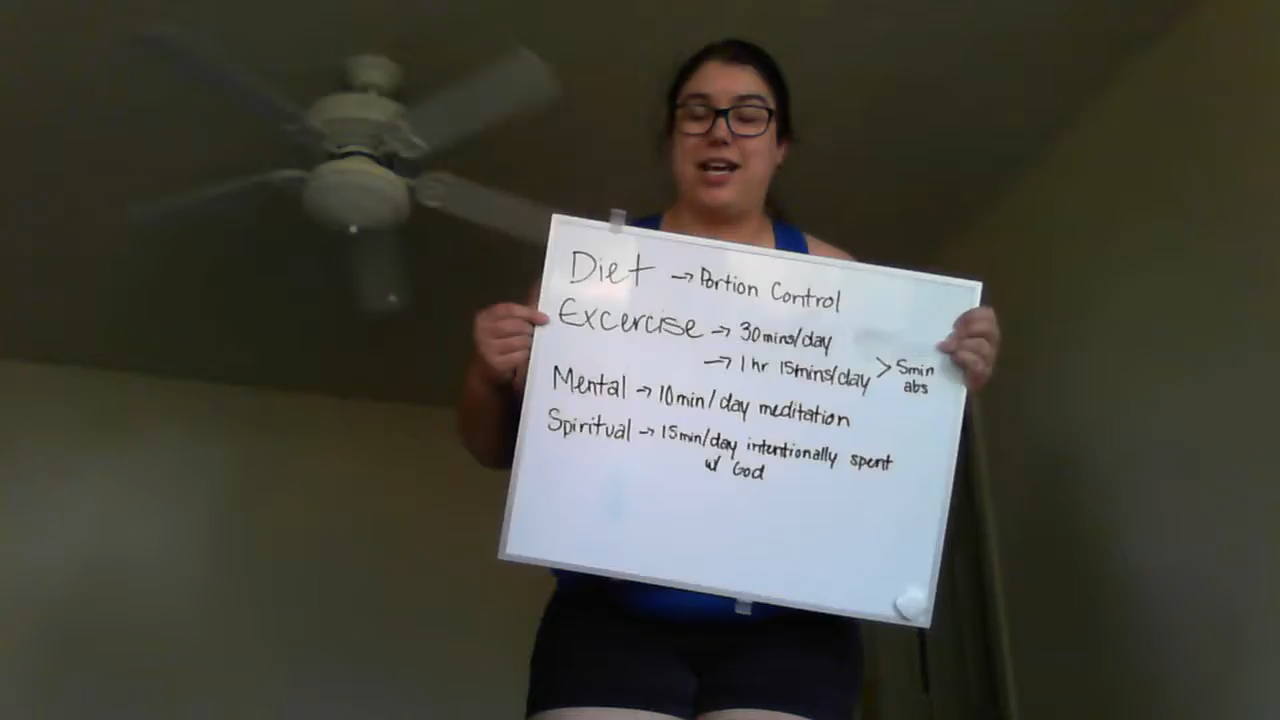 Diet → Portion Control
Excercise → 30mins/day
→ 1 hr 15mins/day > 5min
abs
Mental → 10min/day meditation
Spiritual → 15min/day intentionally spent
w/ God